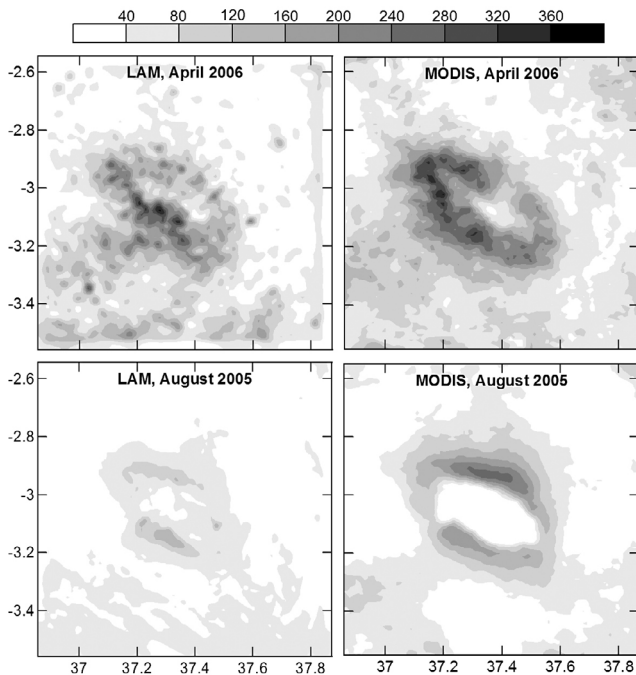 40 80 120 160 200 240 280 320 360
LAM, April 2006
MODIS, April 2006
-2.6
-2.8
-3
-3.2
-3.4
LAM, August 2005
MODIS, August 2005
-2.6
-2.8
-3
-3.2
-3.4
37 37.2 37.4 37.6 37.8 37 37.2 37.4 37.6 37.8